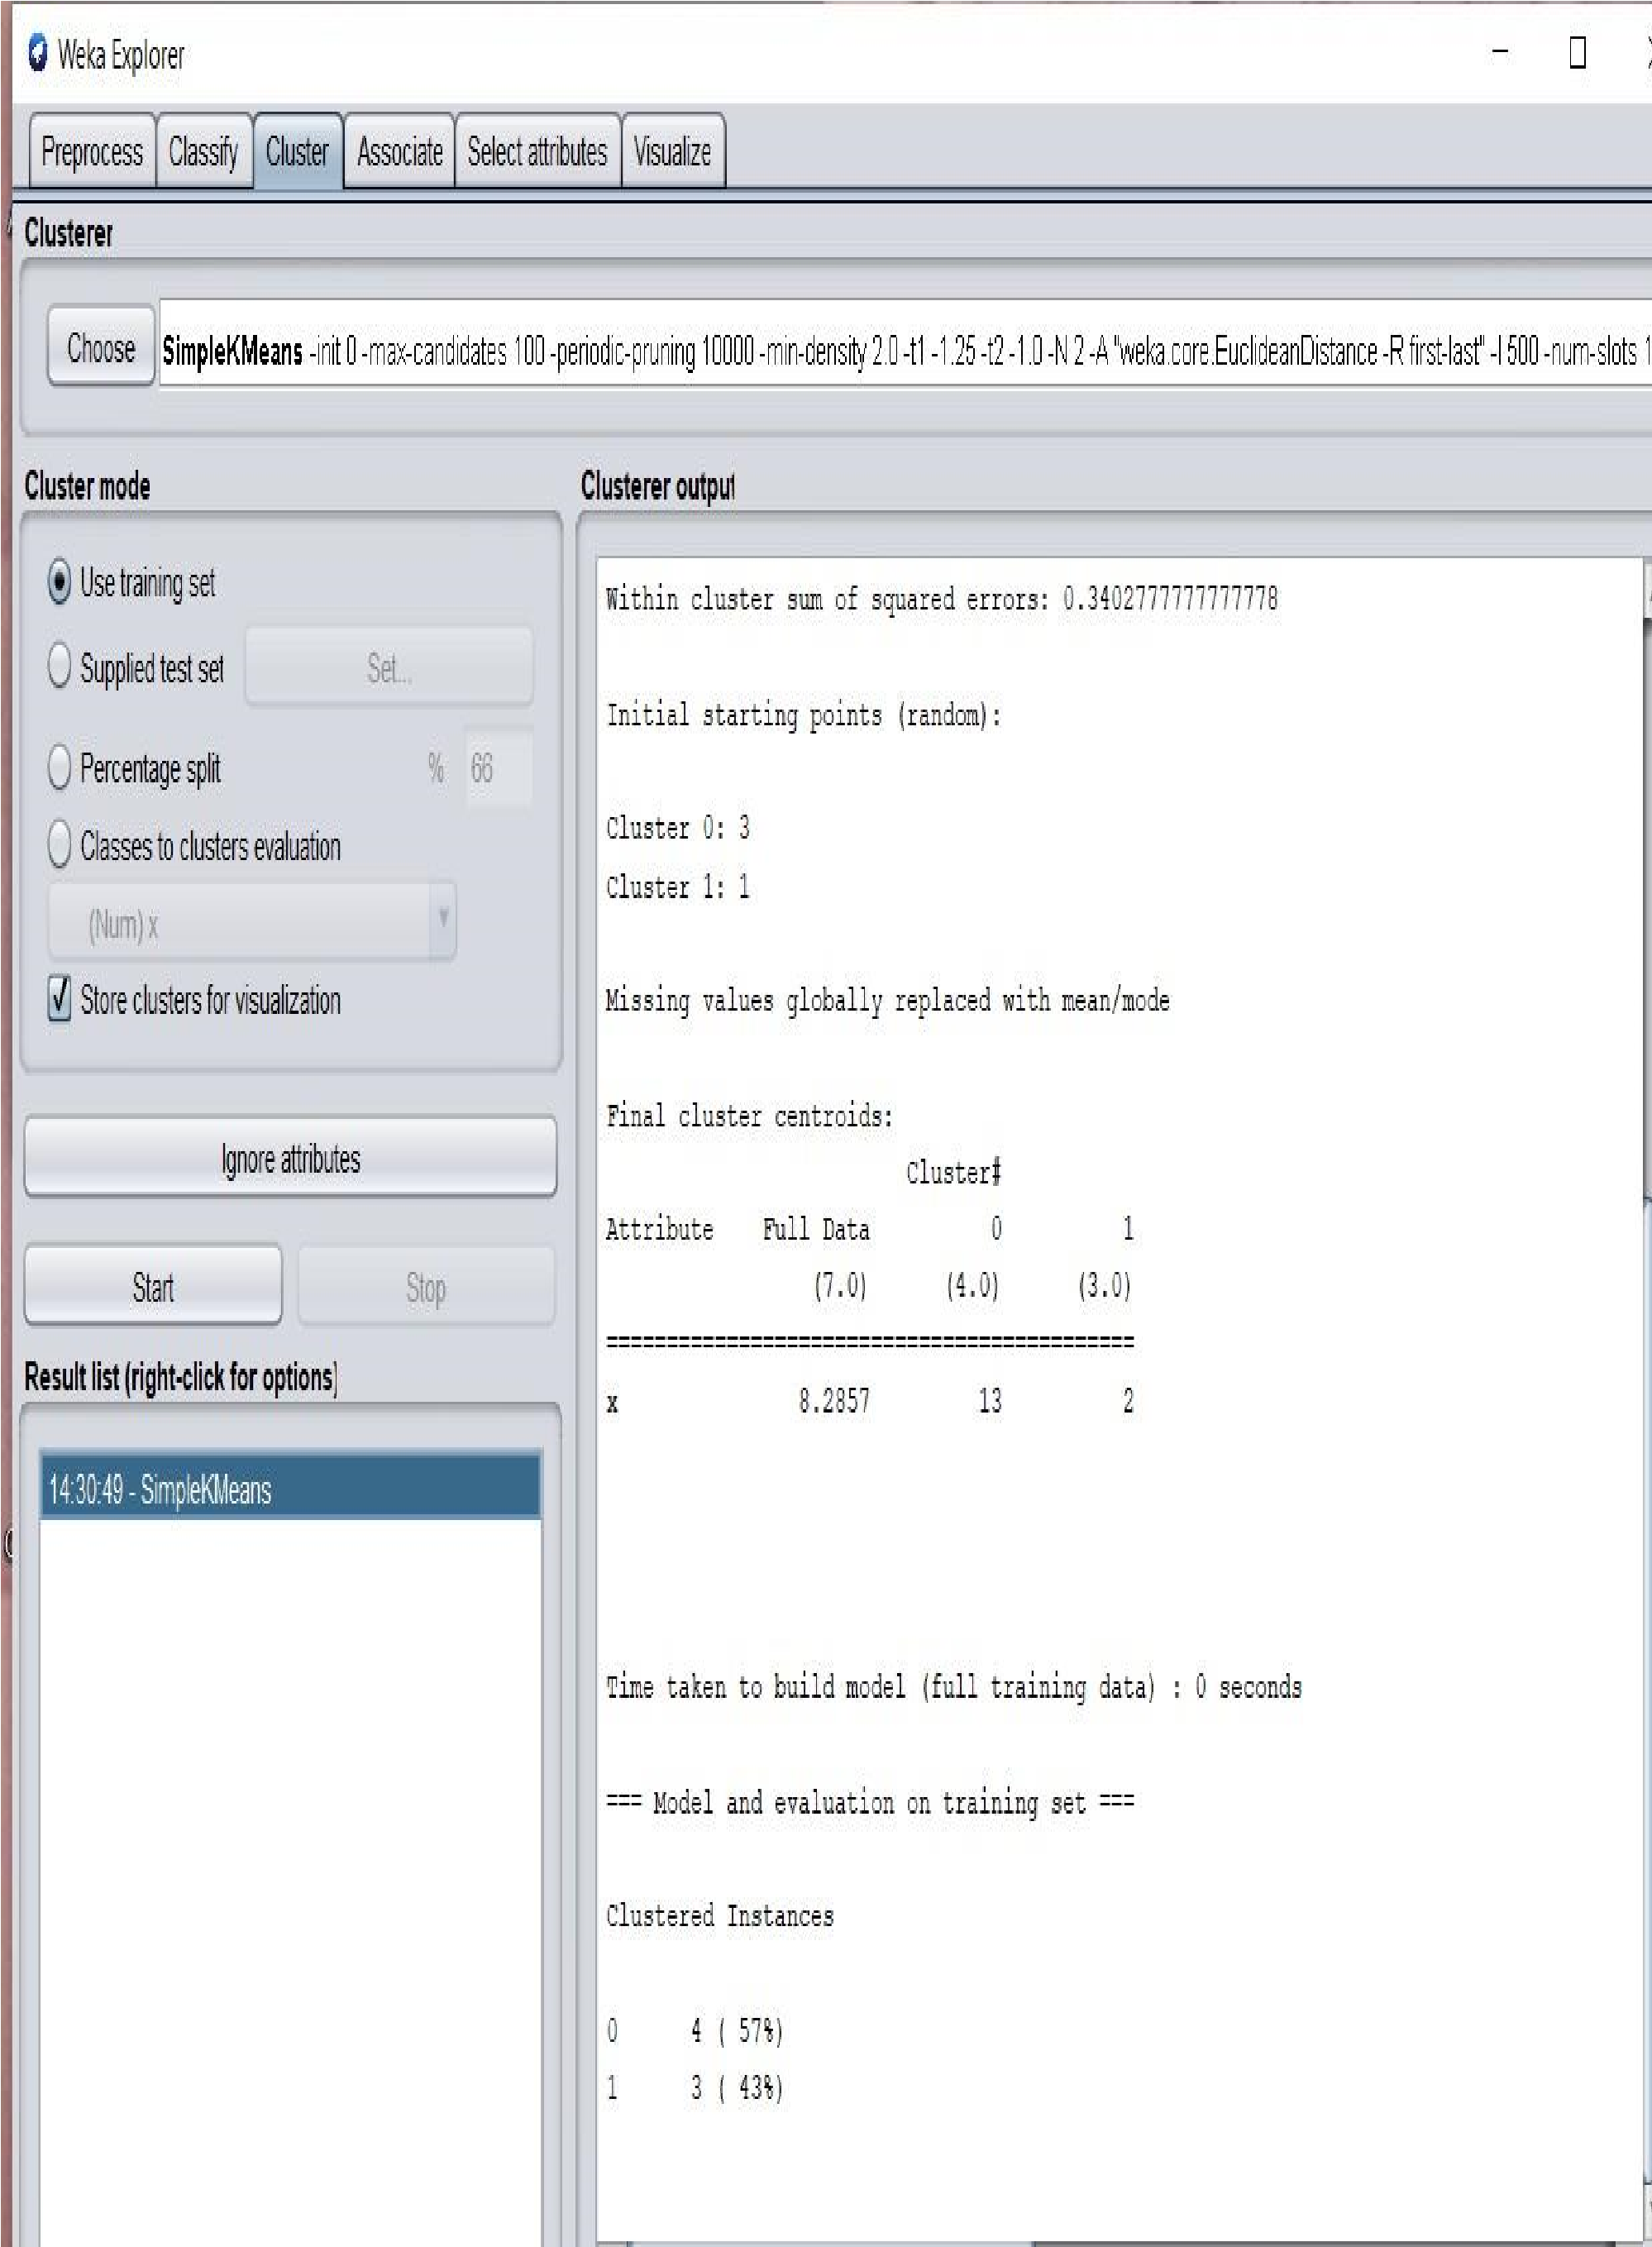 Weka Explorer
Preprocess Classify Cluster Associate Select attributes Visualize
Clusterer
Choose SimpleKMeans -init 0 -max-candidates 100 -periodic-pruning 10000 -min-density 2.0 -t1 -1.25 -t2 -1.0 -N 2 -A "weka.core.EuclideanDistance -R first-last" -I 500 -num-slots 1
Cluster mode
Use training set
Supplied test set Set...
Percentage split % 66
Classes to clusters evaluation
(Num) x
Store clusters for visualization
Ignore attributes
Start Stop
Result list (right-click for options)
14:30:49 - SimpleKMeans
Clusterer output
Within cluster sum of squared errors: 0.3402777777777778
Initial starting points (random):
Cluster 0: 3
Cluster 1: 1
Missing values globally replaced with mean/mode
Final cluster centroids:
Cluster#
Attribute Full Data 0 1
(7.0) (4.0) (3.0)
============================================
x 8.2857 13 2
Time taken to build model (full training data) : 0 seconds
=== Model and evaluation on training set ===
Clustered Instances
0 4 ( 57%)
1 3 ( 43%)